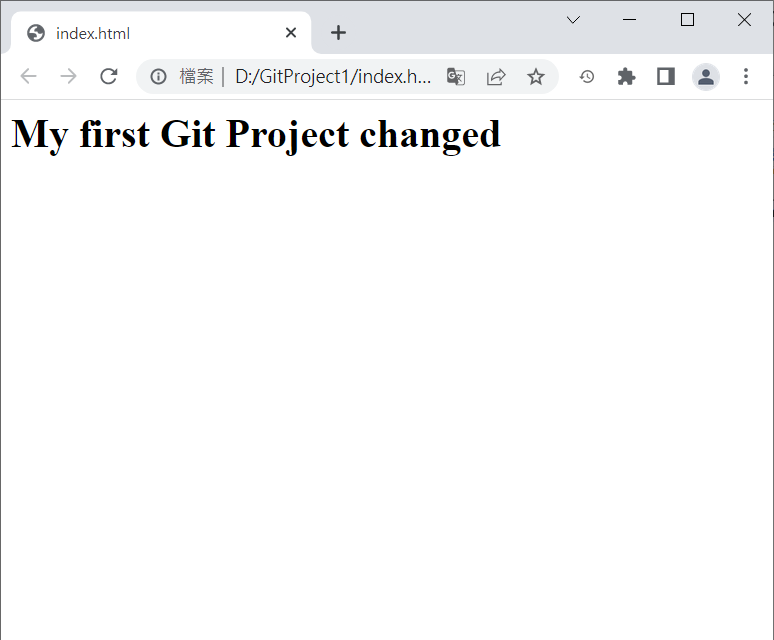 index.html
檔案 | D:/GitProject1/index.h...
My first Git Project changed